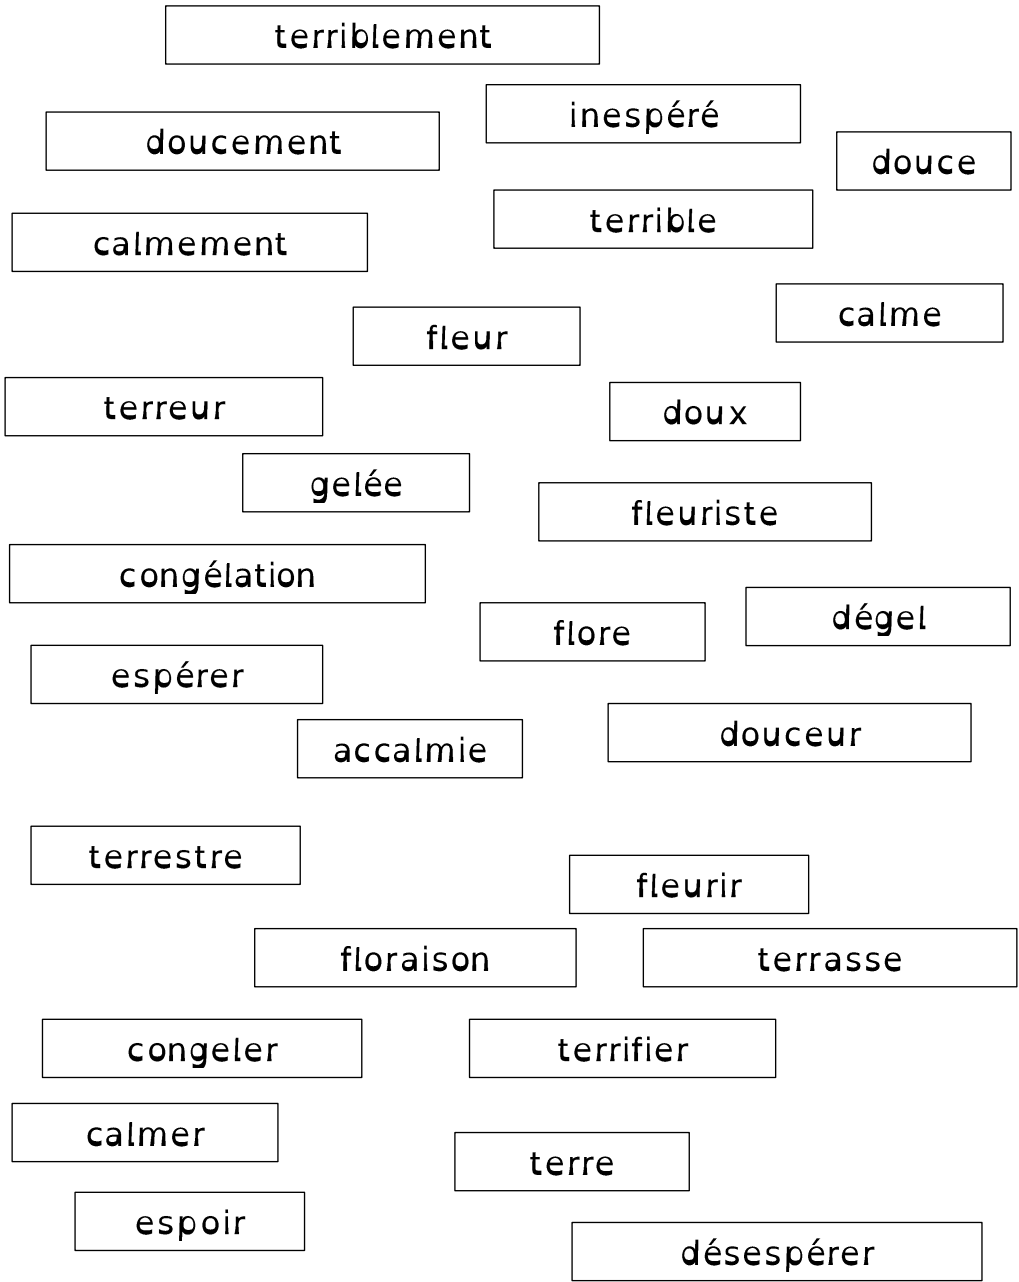 terriblement
inespéré
doucement
douce
terrible
calmement
calme
fleur
terreur
doux
gelée
fleuriste
congélation
dégel
flore
espérer
douceur
accalmie
terrestre
fleurir
floraison
terrasse
congeler
terrifier
calmer
terre
espoir
désespérer